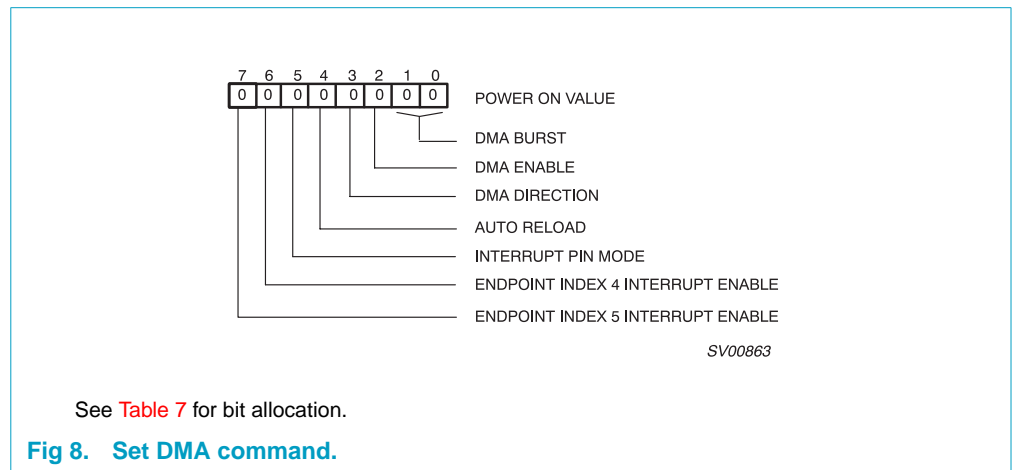 7 6 5 4 3 2 1 0
0 0 0 0 0 0 0 0 POWER ON VALUE
DMA BURST
DMA ENABLE
DMA DIRECTION
AUTO RELOAD
INTERRUPT PIN MODE
ENDPOINT INDEX 4 INTERRUPT ENABLE
ENDPOINT INDEX 5 INTERRUPT ENABLE
SV00863
See Table 7 for bit allocation.
Fig 8. Set DMA command.